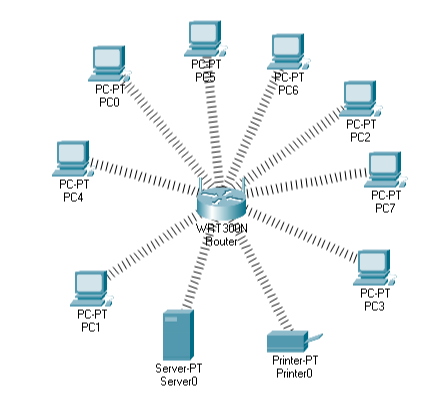 PC-PT
PC5
PC-PT
PC6
PC-PT
PC0
PC-PT
PC2
PC-PT
PC4
PC-PT
PC7
WRT300N
Router
PC-PT
PC3
PC-PT
PC1
Server-PT
Server0
Printer-PT
Printer0